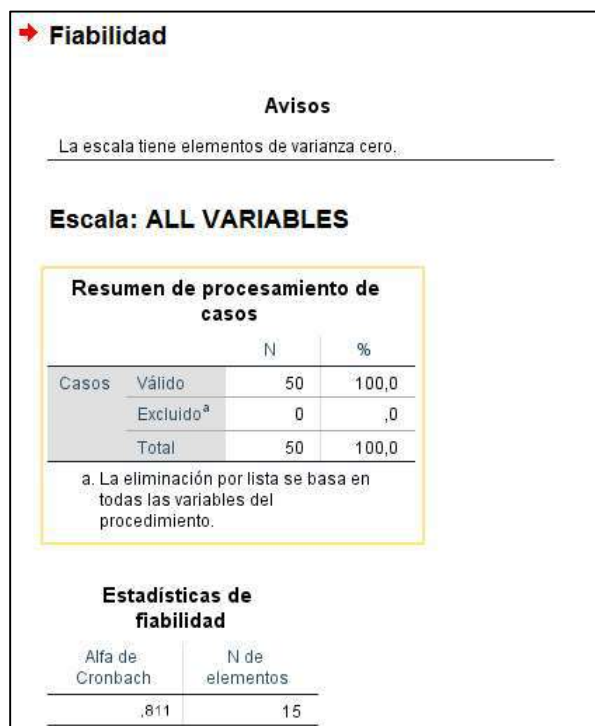 Fiabilidad
Avisos
La escala tiene elementos de varianza cero.
Escala: ALL VARIABLES
Resumen de procesamiento de
casos
N %
Casos Válido 50 100,0
Excluidoª 0 ,0
Total 50 100,0
a. La eliminación por lista se basa en
todas las variables del
procedimiento.
Estadísticas de
fiabilidad
Alfa de N de
Cronbach elementos
,811 15